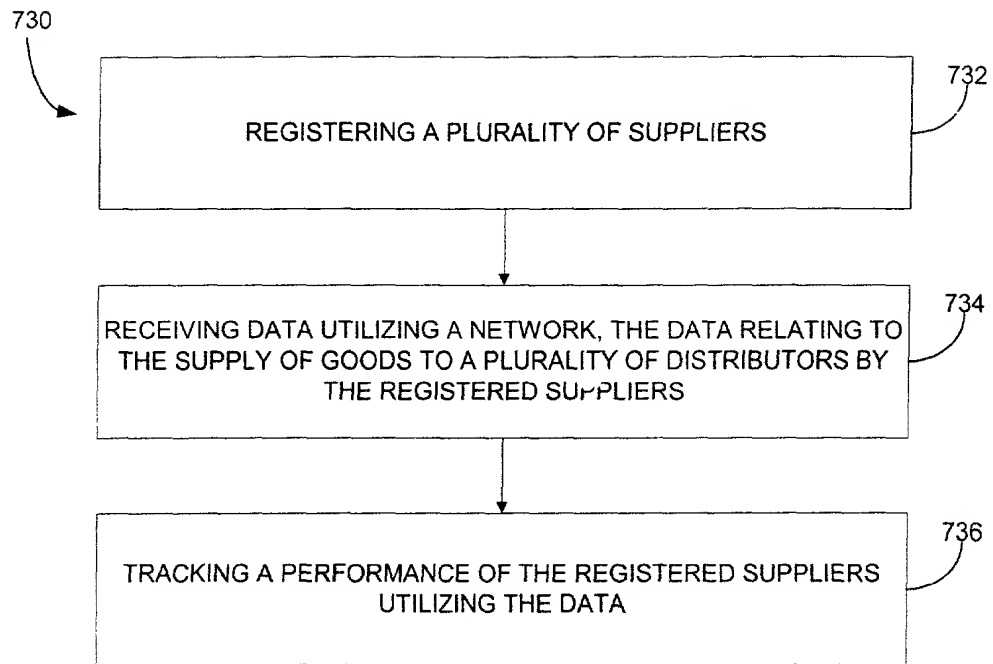 730
732
REGISTERING A PLURALITY OF SUPPLIERS
734
RECEIVING DATA UTILIZING A NETWORK, THE DATA RELATING TO
THE SUPPLY OF GOODS TO A PLURALITY OF DISTRIBUTORS BY
THE REGISTERED SUPPLIERS
736
TRACKING A PERFORMANCE OF THE REGISTERED SUPPLIERS
UTILIZING THE DATA